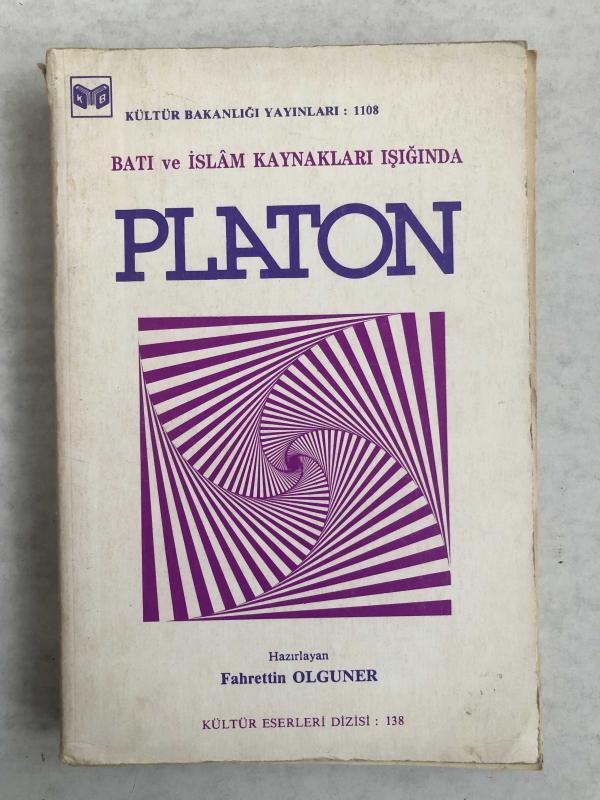 K B
KÜLTÜR BAKANLIĞI YAYINLARI : 1108
BATI ve İSLÂM KAYNAKLARI IŞIĞINDA
PLATON
Hazırlayan
Fahrettin OLGUNER
KÜLTÜR ESERLERİ DİZİSİ : 138